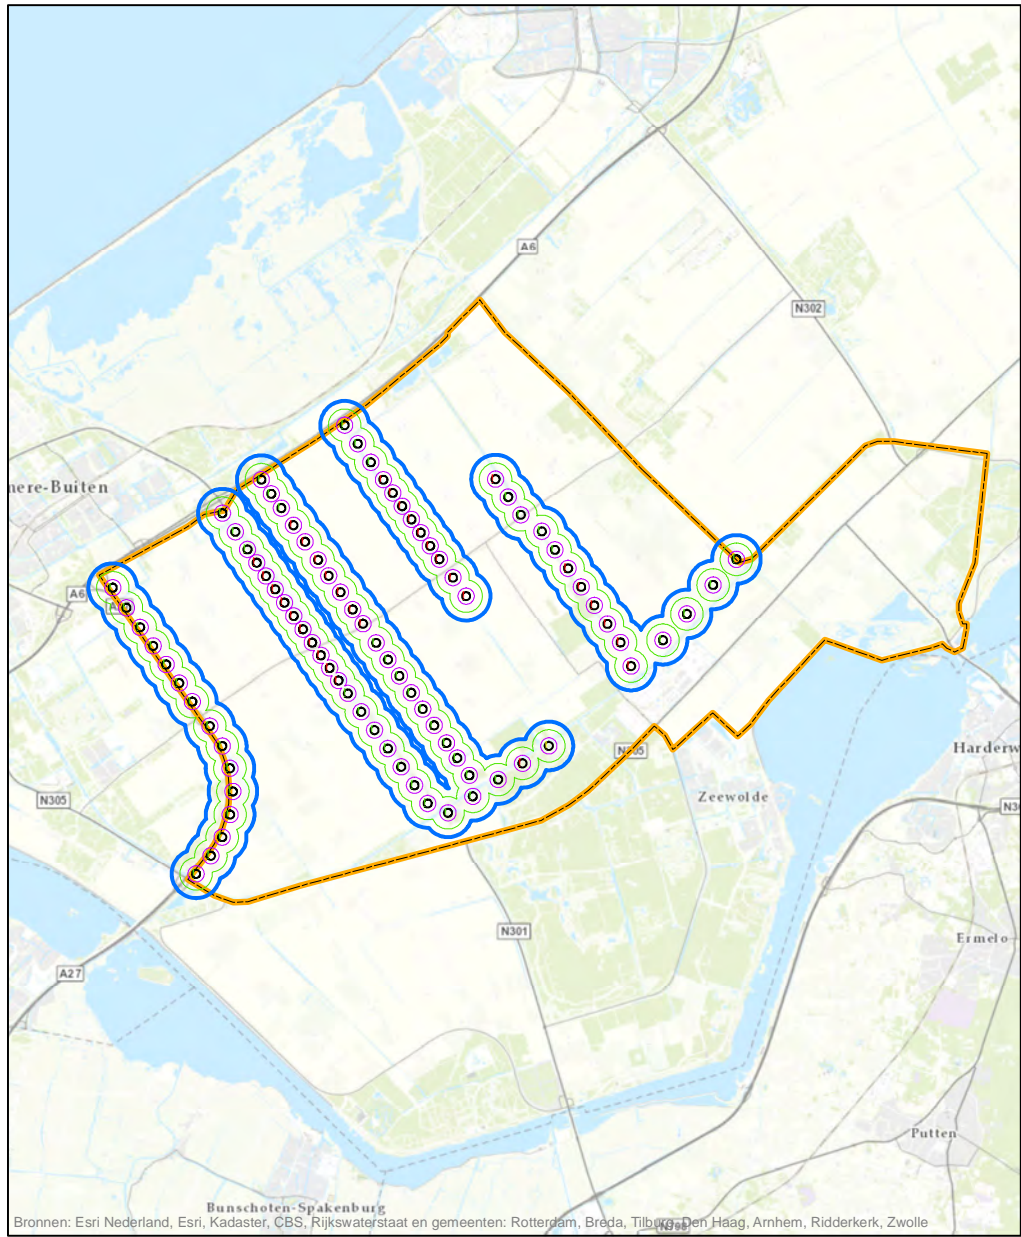 A6
N302
mere-Buiten
A6
N305
Harderw
N305
Zeewolde
N30
N301
Ermelo
A27
Putten
Bunschoten-Spakenburg
Bronnen: Esri Nederland, Esri, Kadaster, CBS, Rijkswaterstaat en gemeenten: Rotterdam, Breda, Tilburg, Den Haag, Arnhem, Ridderkerk, Zwolle